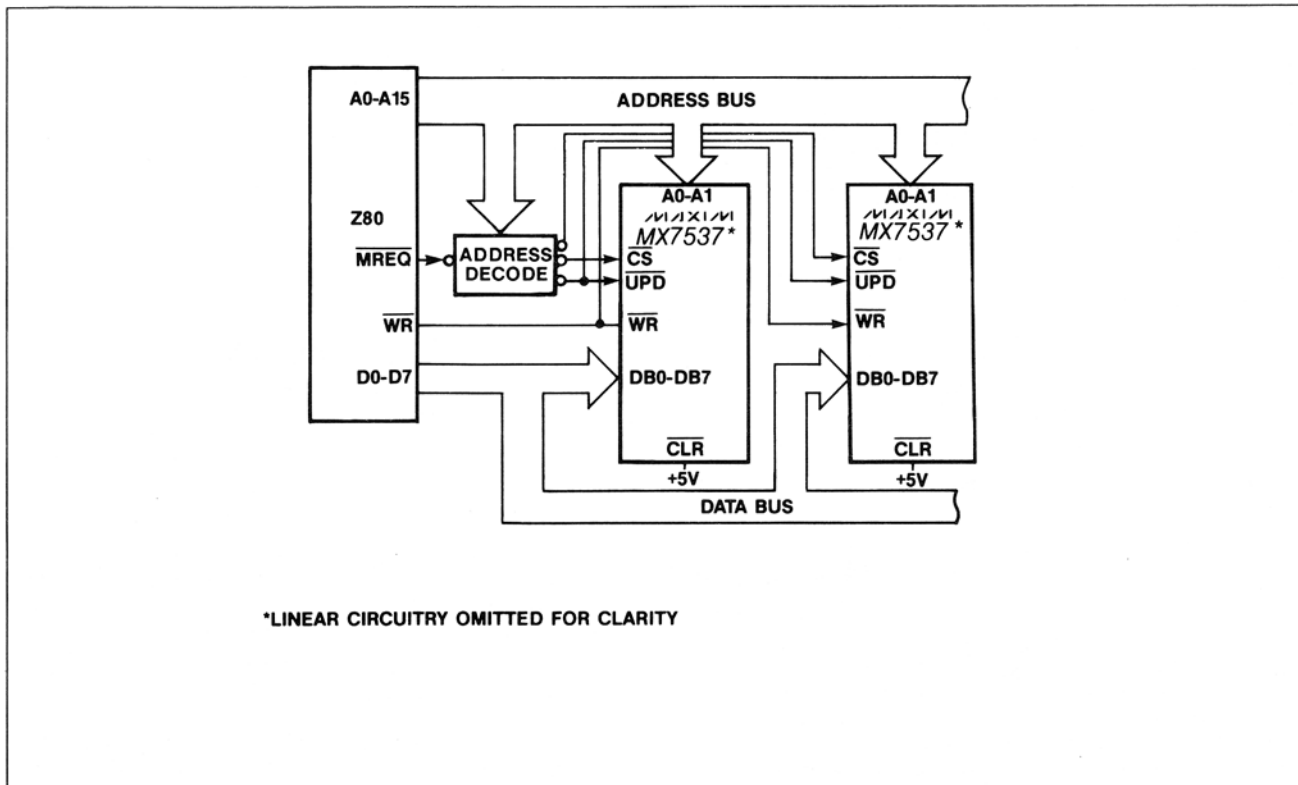 A0-A15
ADDRESS BUS
A0-A1
A0-A1
MAXIM
MAXIM
Z80
MX7537*
MX7537*
MREQ
ADDRESS
DECODE
CS
CS
UPD
UPD
WR
WR
WR
D0-D7
DB0-DB7
DB0-DB7
CLR
CLR
+5V
+5V
DATA BUS
*LINEAR CIRCUITRY OMITTED FOR CLARITY